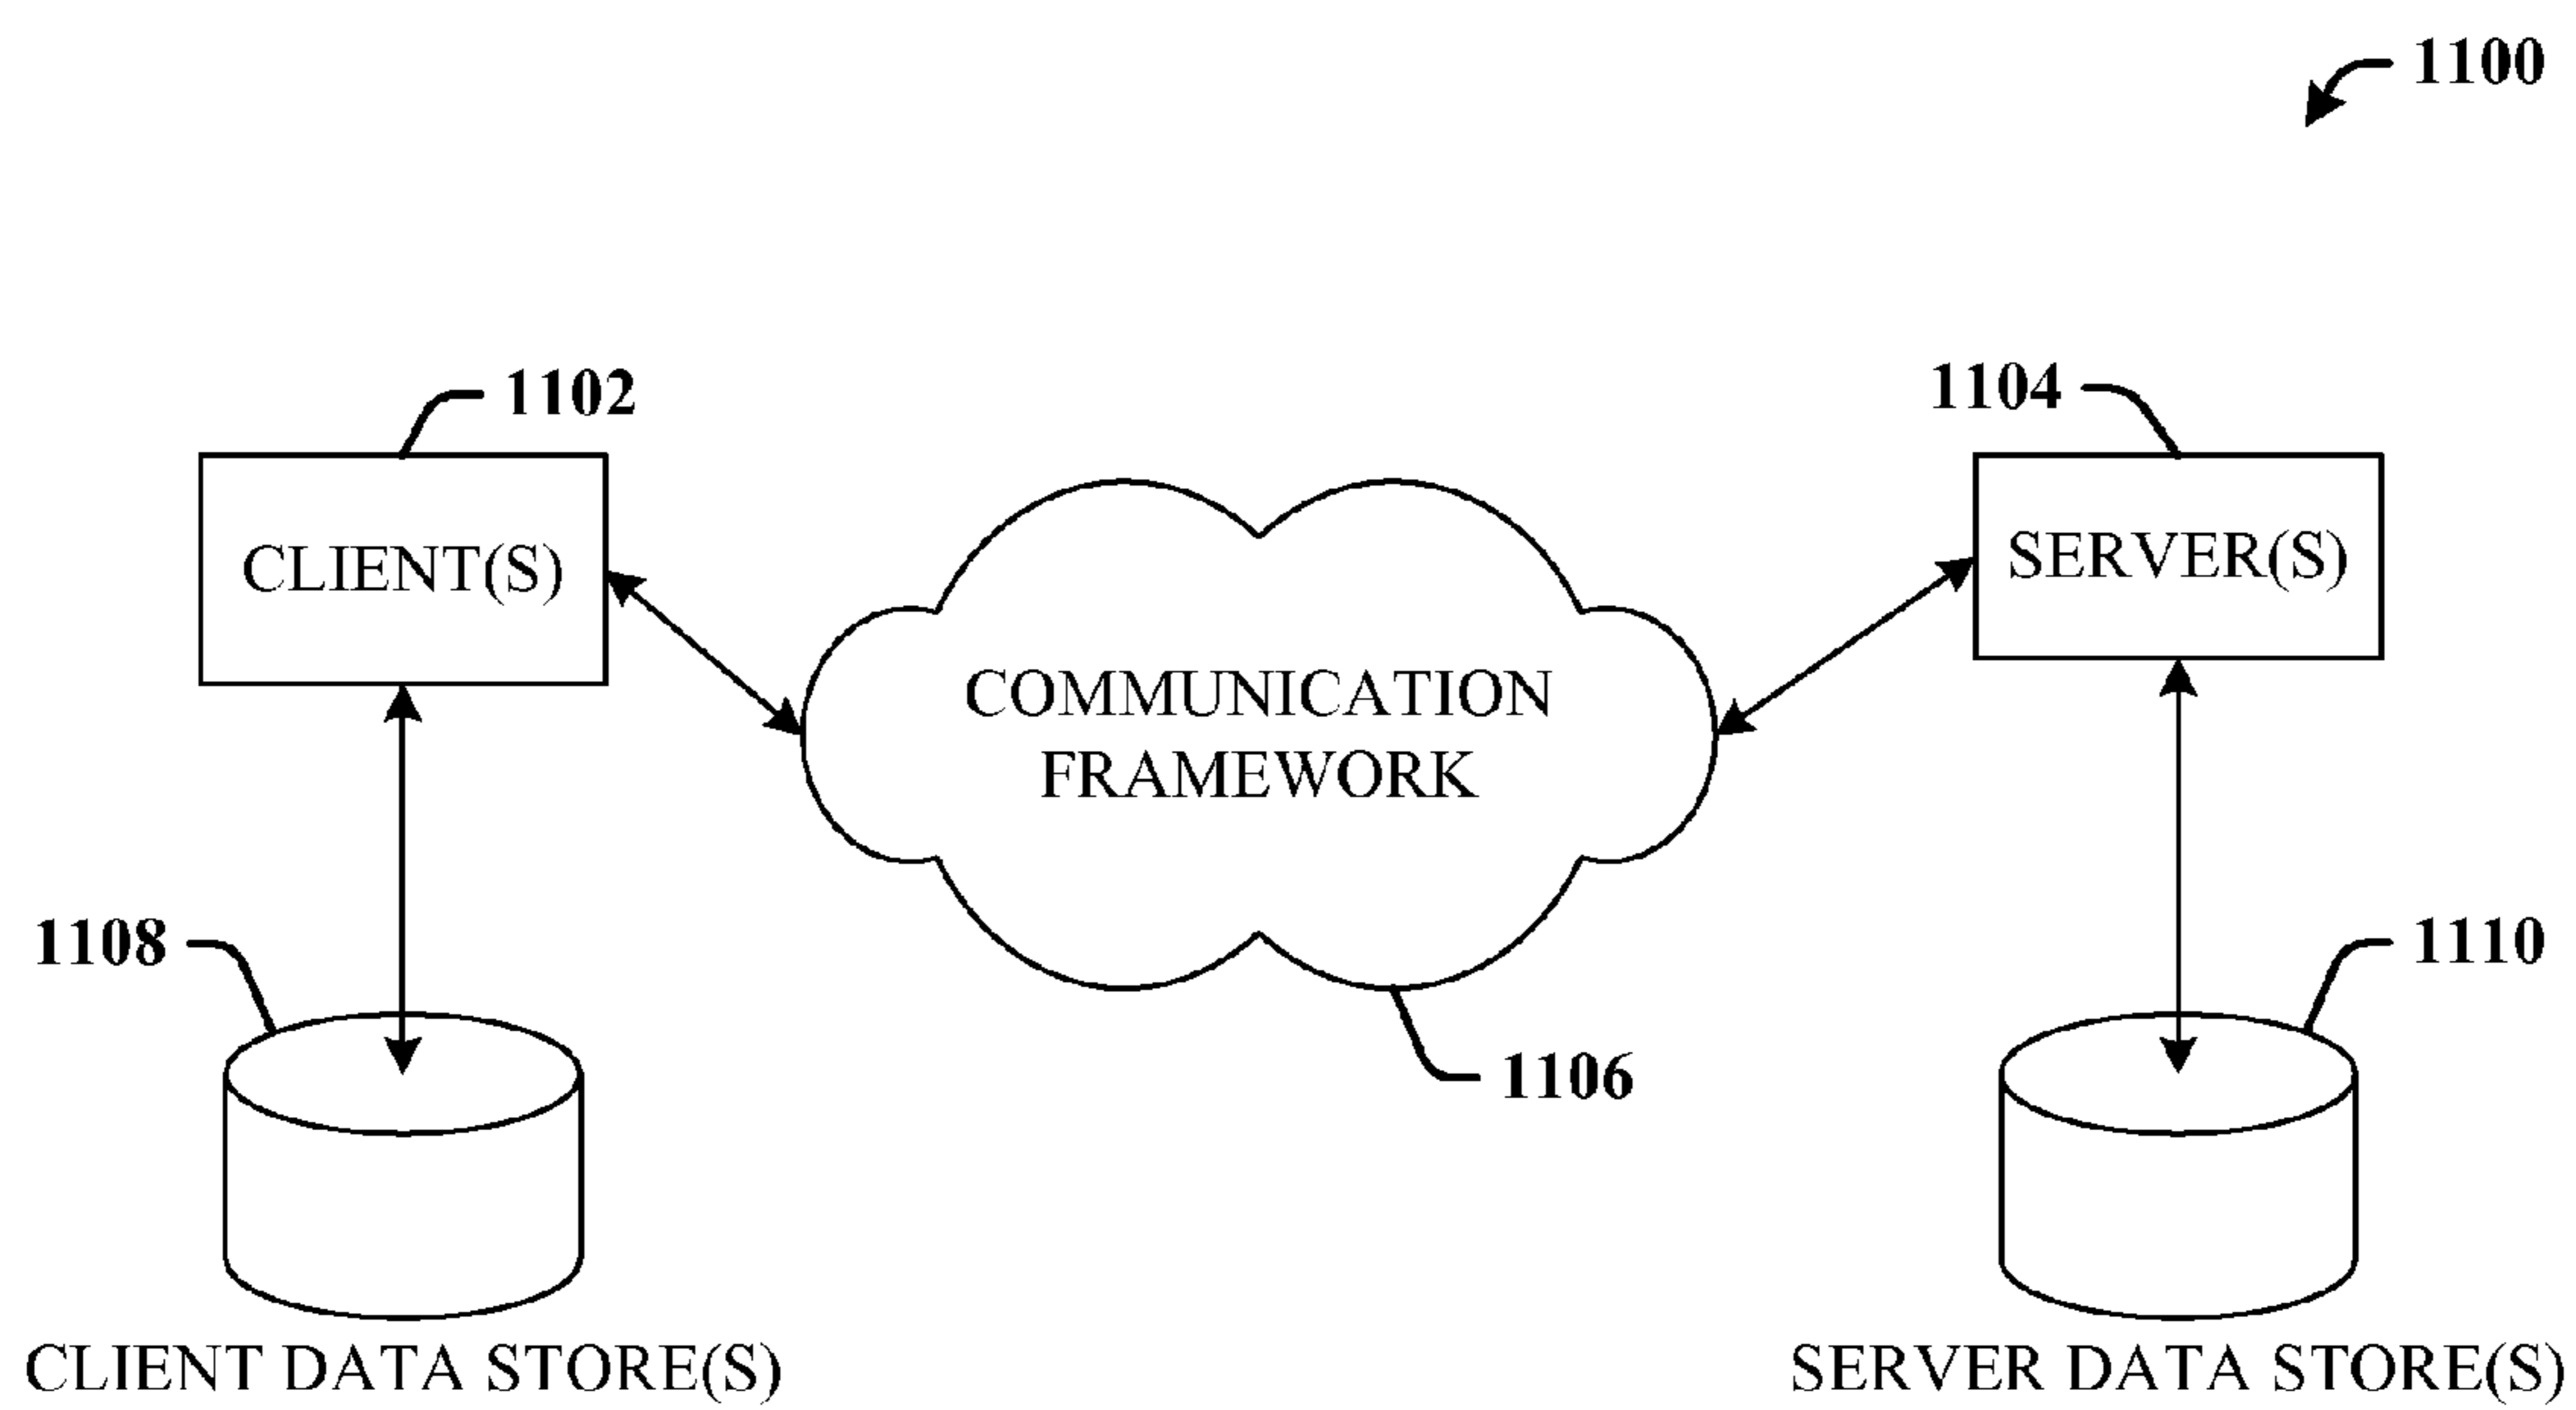 1100
1102
1104
CLIENT(S)
SERVER(S)
COMMUNICATION
FRAMEWORK
1108
1110
1106
CLIENT DATA STORE(S)
SERVER DATA STORE(S)